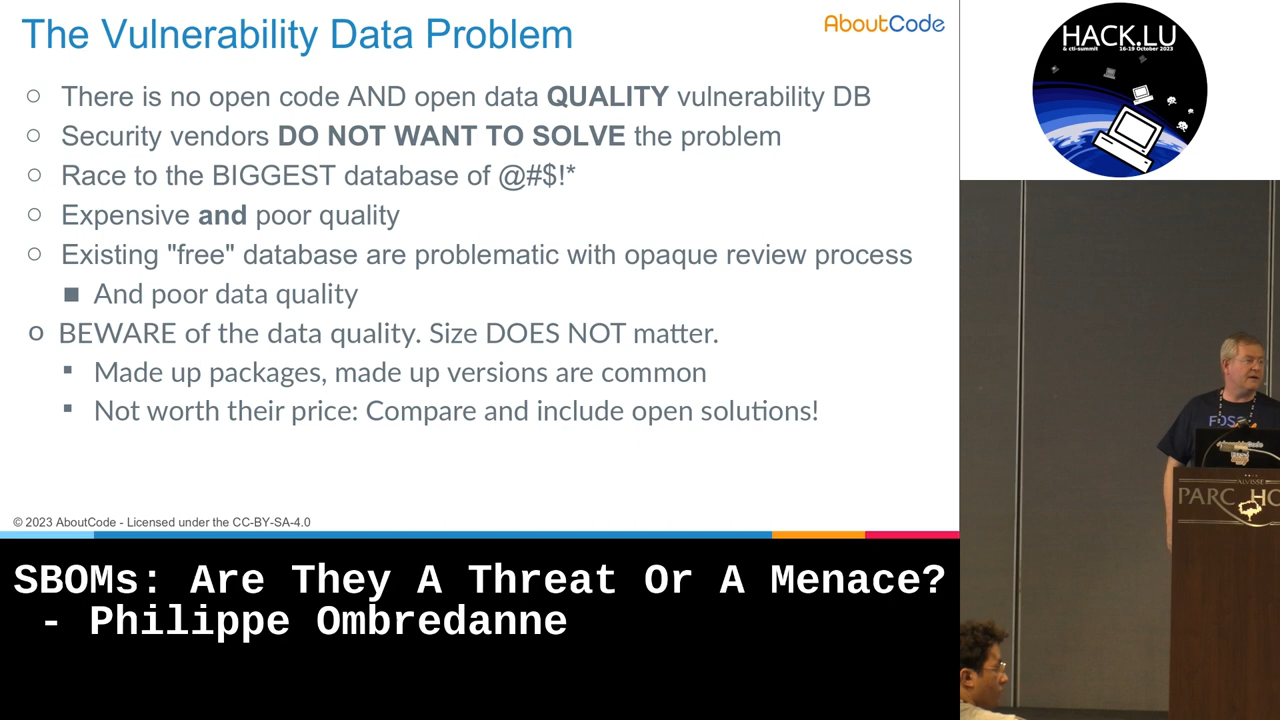 The Vulnerability Data Problem
AboutCode
There is no open code AND open data QUALITY vulnerability DB
Security vendors DO NOT WANT TO SOLVE the problem
Race to the BIGGEST database of @#$!*
Expensive and poor quality
Existing "free" database are problematic with opaque review process
And poor data quality
BEWARE of the data quality. Size DOES NOT matter.
Made up packages, made up versions are common
Not worth their price: Compare and include open solutions!
© 2023 AboutCode - Licensed under the CC-BY-SA-4.0
SBOMs: Are They A Threat Or A Menace?
- Philippe Ombredanne
HACK.LU
& cti-summit 16-19 October 2023
PARC HO